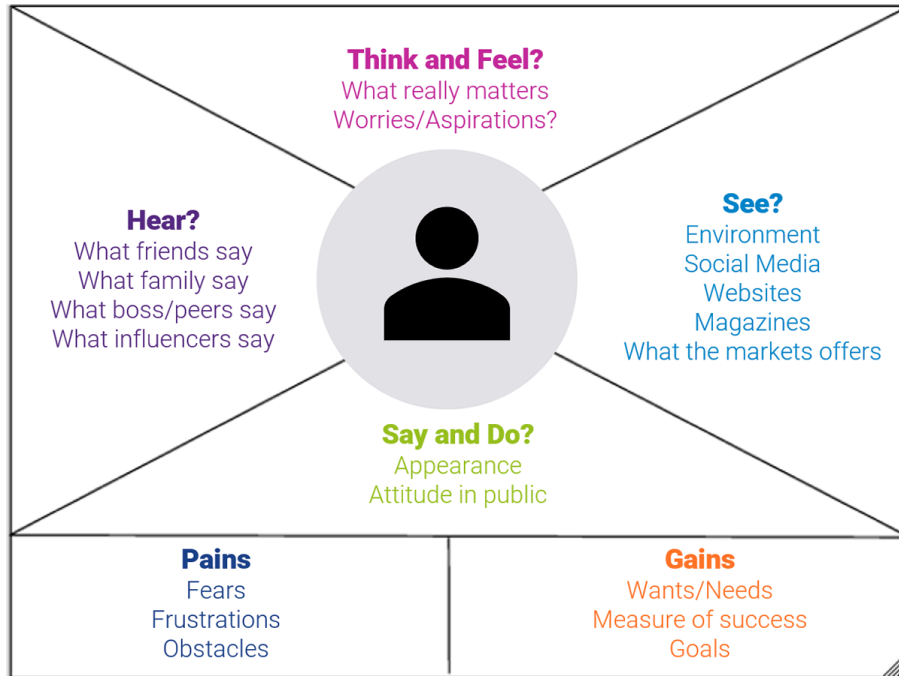 Think and Feel?
What really matters
Worries/Aspirations?
Hear?
What friends say
What family say
What boss/peers say
What influencers say
See?
Environment
Social Media
Websites
Magazines
What the markets offers
Say and Do?
Appearance
Attitude in public
Pains
Fears
Frustrations
Obstacles
Gains
Wants/Needs
Measure of success
Goals